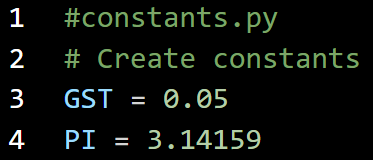 1 #constants.py
2 # Create constants
3 GST = 0.05
4 PI = 3.14159